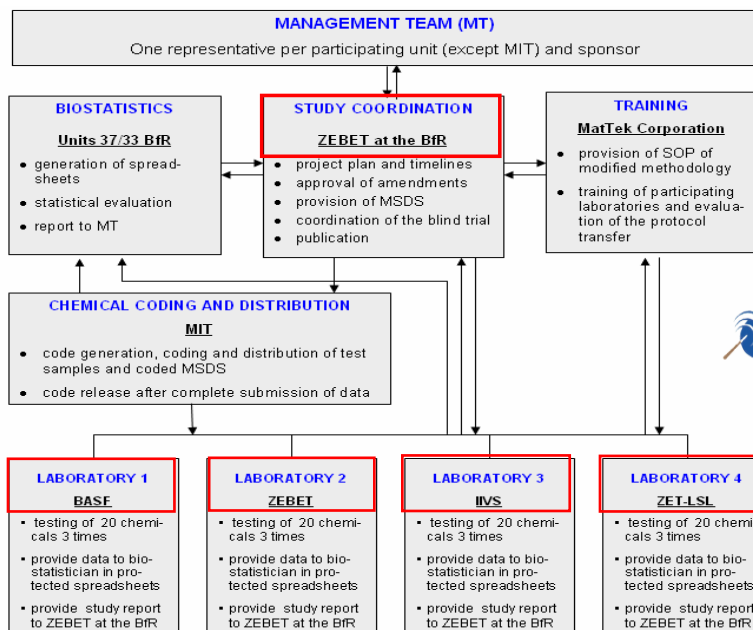 MANAGEMENT TEAM (MT)
One representative per participating unit (except MIT) and sponsor
BIOSTATISTICS
Units 37/33 BfR
• generation of spread-
sheets
• statistical evaluation
• report to MT
STUDY COORDINATION
ZEBET at the BfR
• project plan and timelines
• approval of amendments
• provision of MSDS
• coordination of the blind trial
• publication
TRAINING
MatTek Corporation
• provision of SOP of
modified methodology
• training of participating
laboratories and evalua-
tion of the protocol
transfer
CHEMICAL CODING AND DISTRIBUTION
MIT
• code generation, coding and distribution of test
samples and coded MSDS
• code release after complete submission of data
LABORATORY 1
BASF
▪ testing of 20 chemi-
cals 3 times
▪ provide data to bio-
statistician in pro-
tected spreadsheets
▪ provide study report
to ZEBET at the BfR
LABORATORY 2
ZEBET
▪ testing of 20 chemi-
cals 3 times
▪ provide data to bio-
statistician in pro-
tected spreadsheets
▪ provide study report
to ZEBET at the BfR
LABORATORY 3
IIVS
▪ testing of 20 chemi-
cals 3 times
▪ provide data to bio-
statistician in pro-
tected spreadsheets
▪ provide study report
to ZEBET at the BfR
LABORATORY 4
ZET-LSL
▪ testing of 20 chemi
cals 3 times
▪ provide data to bio-
statistician in pro-
tected spreadsheets
▪ provide study report
to ZEBET at the BfR